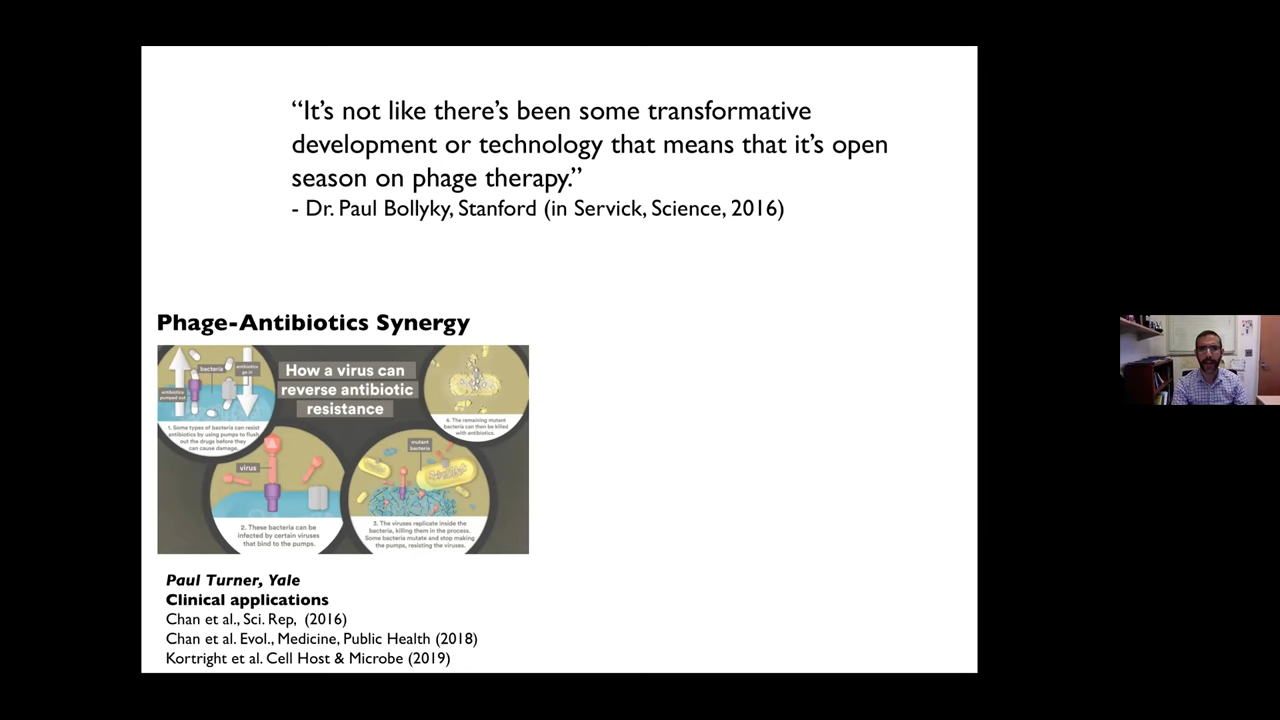 “It’s not like there’s been some transformative
development or technology that means that it’s open
season on phage therapy.”
- Dr. Paul Bollyky, Stanford (in Servick, Science, 2016)
Phage-Antibiotics Synergy
How a virus can
reverse antibiotic
resistance
bacteria
antibiotics
go in
antibiotics
pumped out
1. Some types of bacteria can resist
antibiotics by using pumps to flush
out the drugs before they
can cause damage.
virus
2. These bacteria can be
infected by certain viruses
that bind to the pumps.
mutant
bacteria
3. The viruses replicate inside the
bacteria, killing them in the process.
Some bacteria mutate and stop making
the pumps, resisting the viruses.
4. The remaining mutant
bacteria can then be killed
with antibiotics.
Paul Turner, Yale
Clinical applications
Chan et al., Sci. Rep, (2016)
Chan et al. Evol., Medicine, Public Health (2018)
Kortright et al. Cell Host & Microbe (2019)